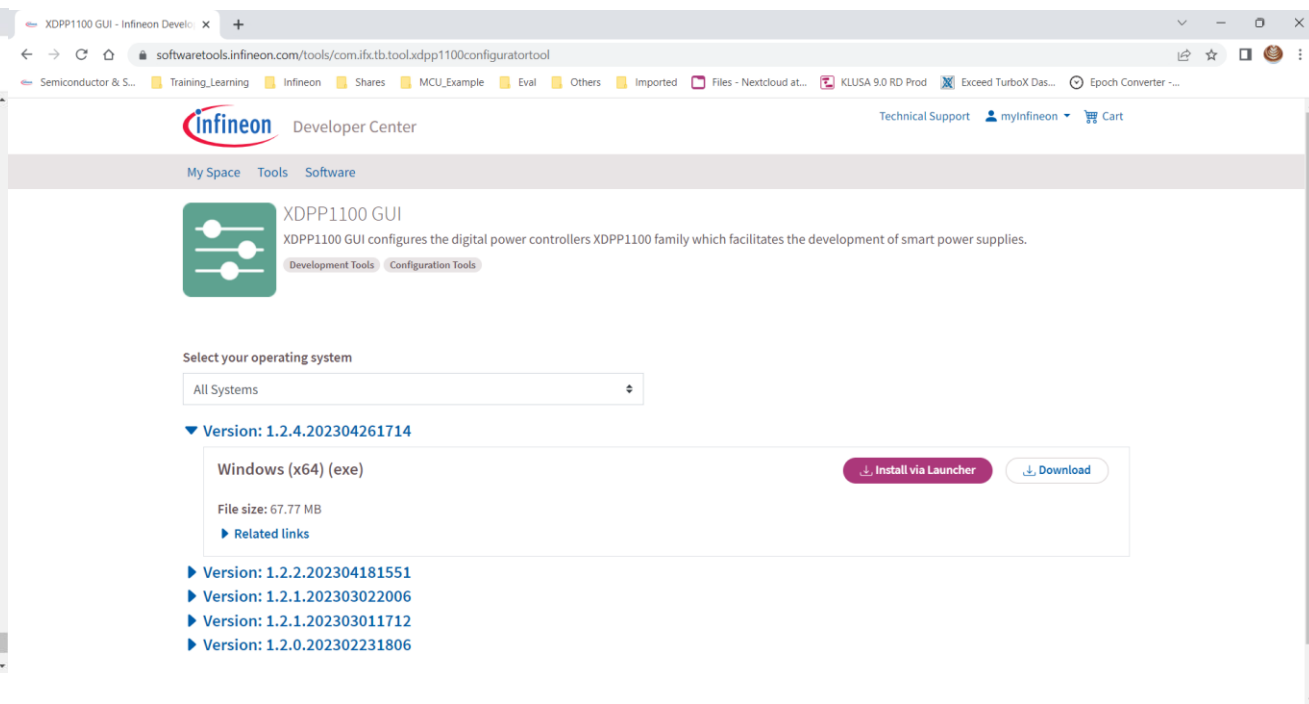 XDPP1100 GUI - Infineon Develo
softwaretools.infineon.com/tools/com.ifx.tb.tool.xdpp1100configuratortool
Semiconductor & S... Training_Learning Infineon Shares MCU_Example Eval Others Imported Files - Nextcloud at... KLUSA 9.0 RD Prod Exceed TurboX Das... Epoch Converter -...
infineon Developer Center Technical Support myInfineon Cart
My Space Tools Software
XDPP1100 GUI
XDPP1100 GUI configures the digital power controllers XDPP1100 family which facilitates the development of smart power supplies.
Development Tools Configuration Tools
Select your operating system
All Systems
Version: 1.2.4.202304261714
Windows (x64) (exe) Install via Launcher Download
File size: 67.77 MB
Related links
Version: 1.2.2.202304181551
Version: 1.2.1.202303022006
Version: 1.2.1.202303011712
Version: 1.2.0.202302231806